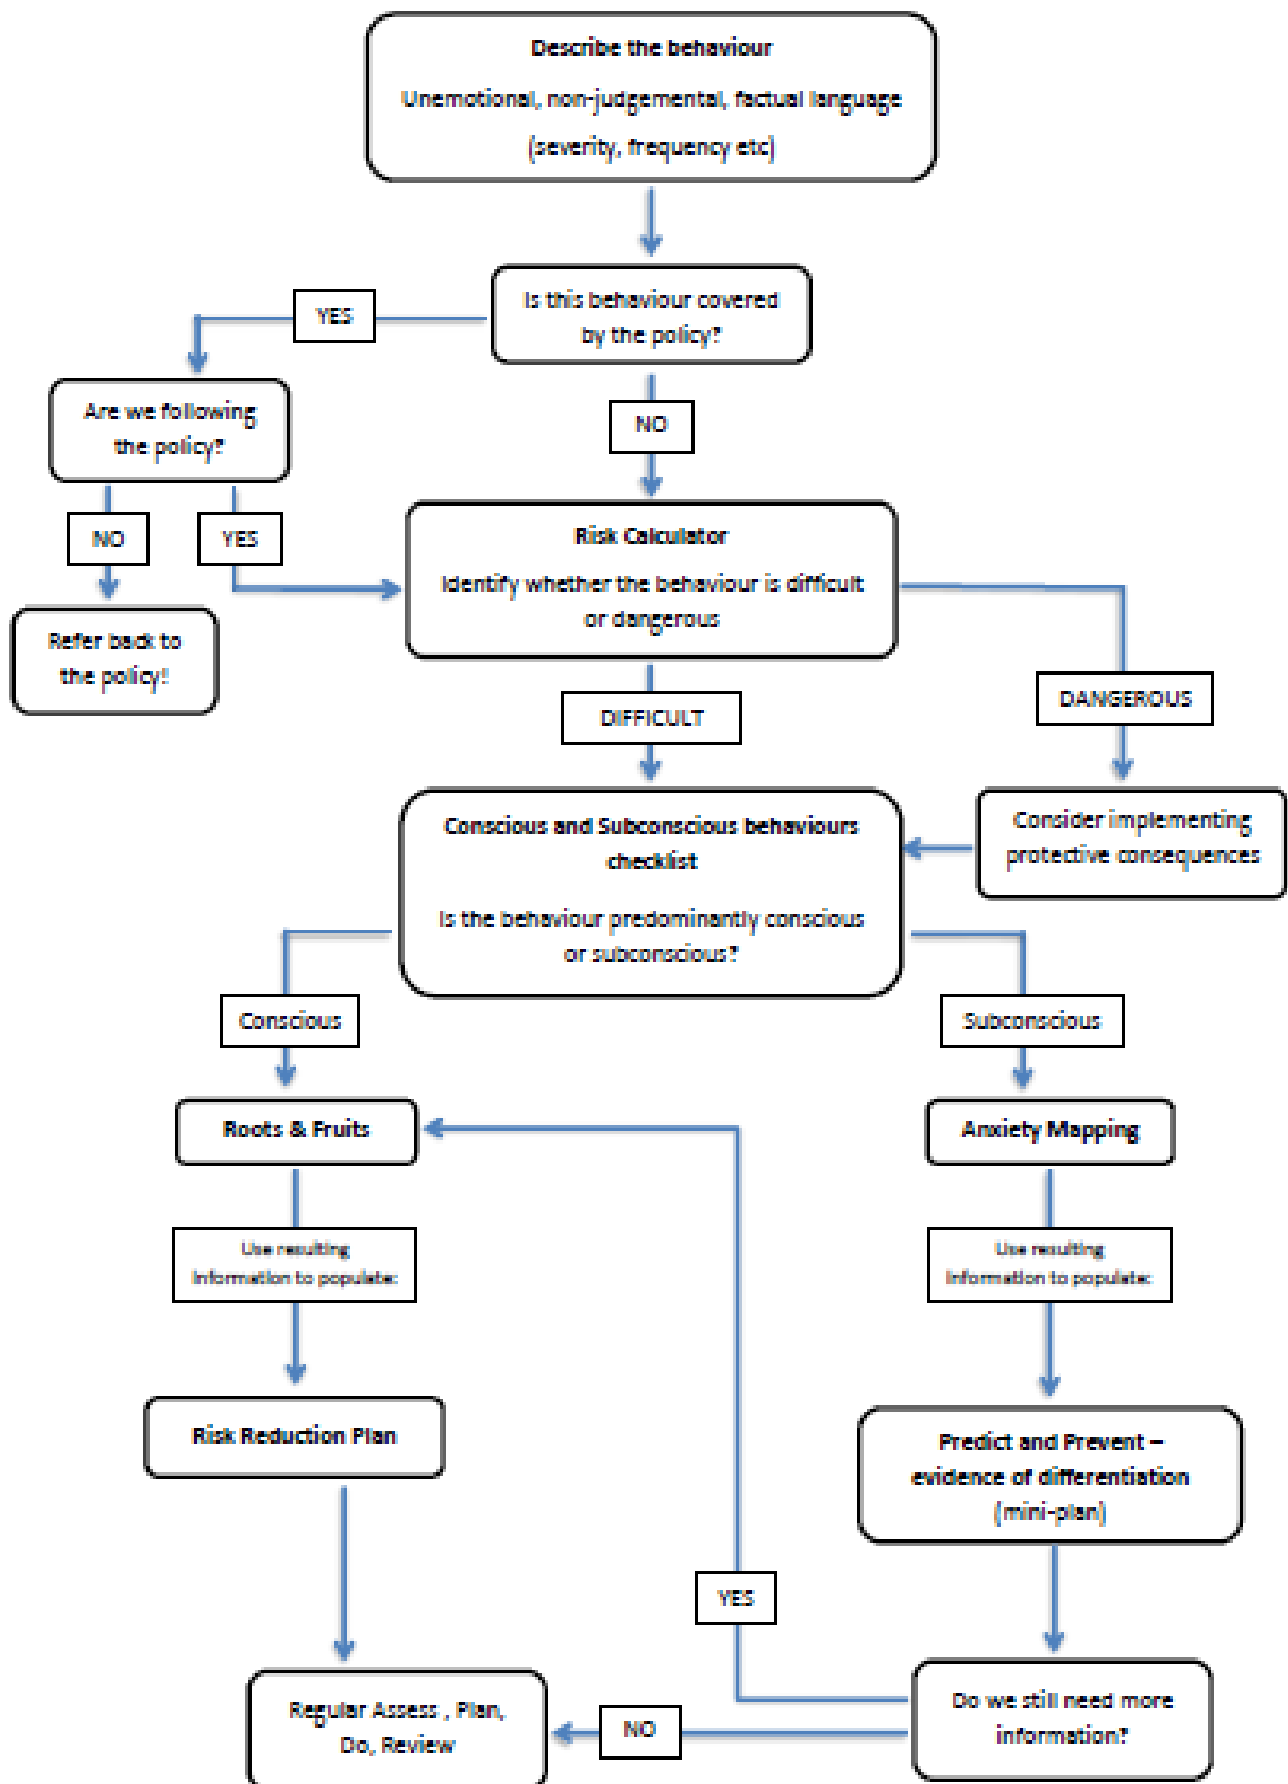 Describe the behaviour
Unemotional, non-judgemental, factual language
(severity, frequency etc)
Is this behaviour covered
by the policy?
YES
NO
Are we following
the policy?
NO
YES
Refer back to
the policy!
Risk Calculator
Identify whether the behaviour is difficult
or dangerous
DIFFICULT
DANGEROUS
Consider implementing
protective consequences
Conscious and Subconscious behaviours
checklist
Is the behaviour predominantly conscious
or subconscious?
Conscious
Subconscious
Roots & Fruits
Anxiety Mapping
Use resulting
information to populate:
Use resulting
information to populate:
Risk Reduction Plan
Predict and Prevent –
evidence of differentiation
(mini-plan)
YES
Do we still need more
information?
NO
Regular Assess , Plan,
Do, Review